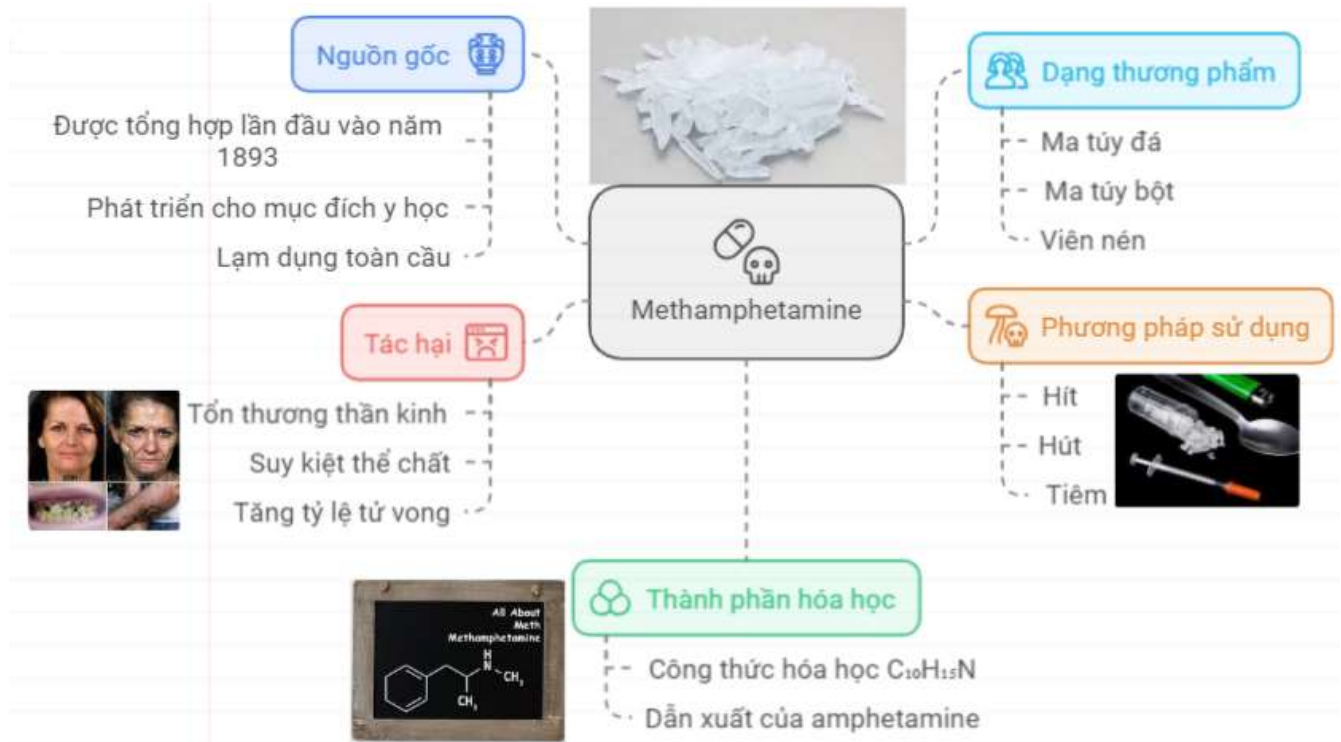 Nguồn gốc
Được tổng hợp lần đầu vào năm
1893
Phát triển cho mục đích y học
Lạm dụng toàn cầu
Dạng thương phẩm
Ma túy đá
Ma túy bột
Viên nén
Methamphetamine
Tác hại
Tổn thương thần kinh
Suy kiệt thể chất
Tăng tỷ lệ tử vong
Phương pháp sử dụng
Hít
Hút
Tiêm
Thành phần hóa học
Công thức hóa học C₁₀H₁₅N
Dẫn xuất của amphetamine
All About
Meth
Methamphetamine
H
N
CH₃
CH₃